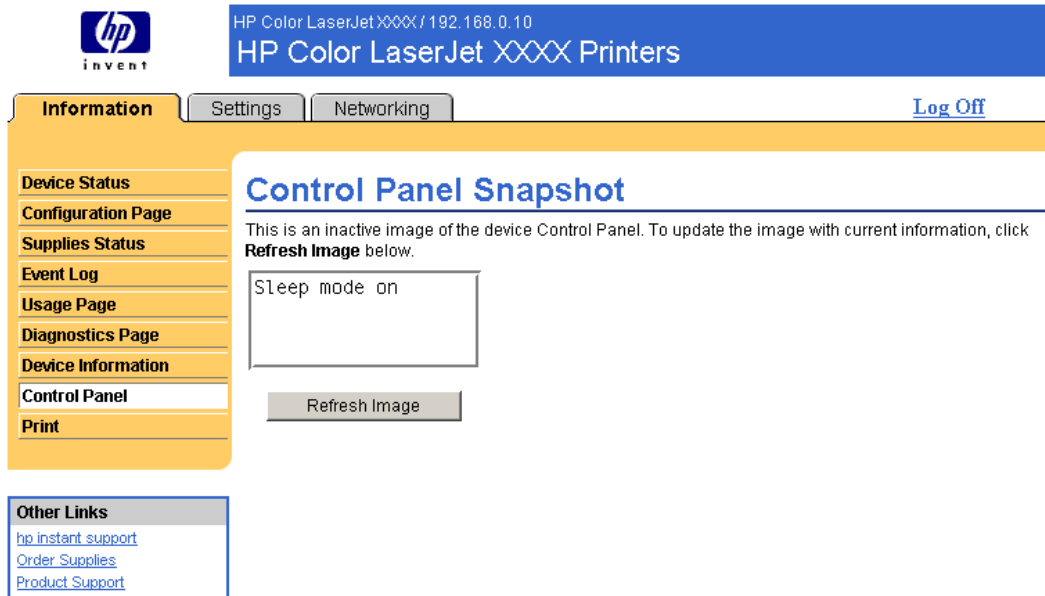 hp
invent
HP Color LaserJet XXXX / 192.168.0.10
HP Color LaserJet XXXX Printers
Information
Settings
Networking
Log Off
Device Status
Configuration Page
Supplies Status
Event Log
Usage Page
Diagnostics Page
Device Information
Control Panel
Print
Control Panel Snapshot
This is an inactive image of the device Control Panel. To update the image with current information, click
Refresh Image below.
Sleep mode on
Refresh Image
Other Links
hp instant support
Order Supplies
Product Support